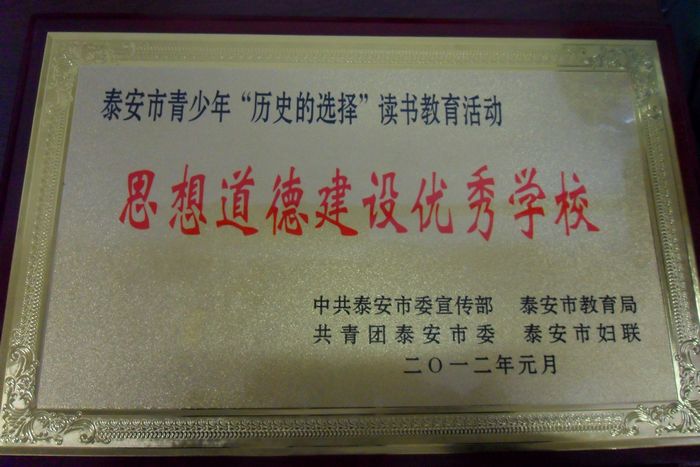 泰安市青少年“历史的选择”读书教育活动
思想道德建设优秀学校
中共泰安市委宣传部 泰安市教育局
共青团泰安市委 泰安市妇联
二〇一二年元月